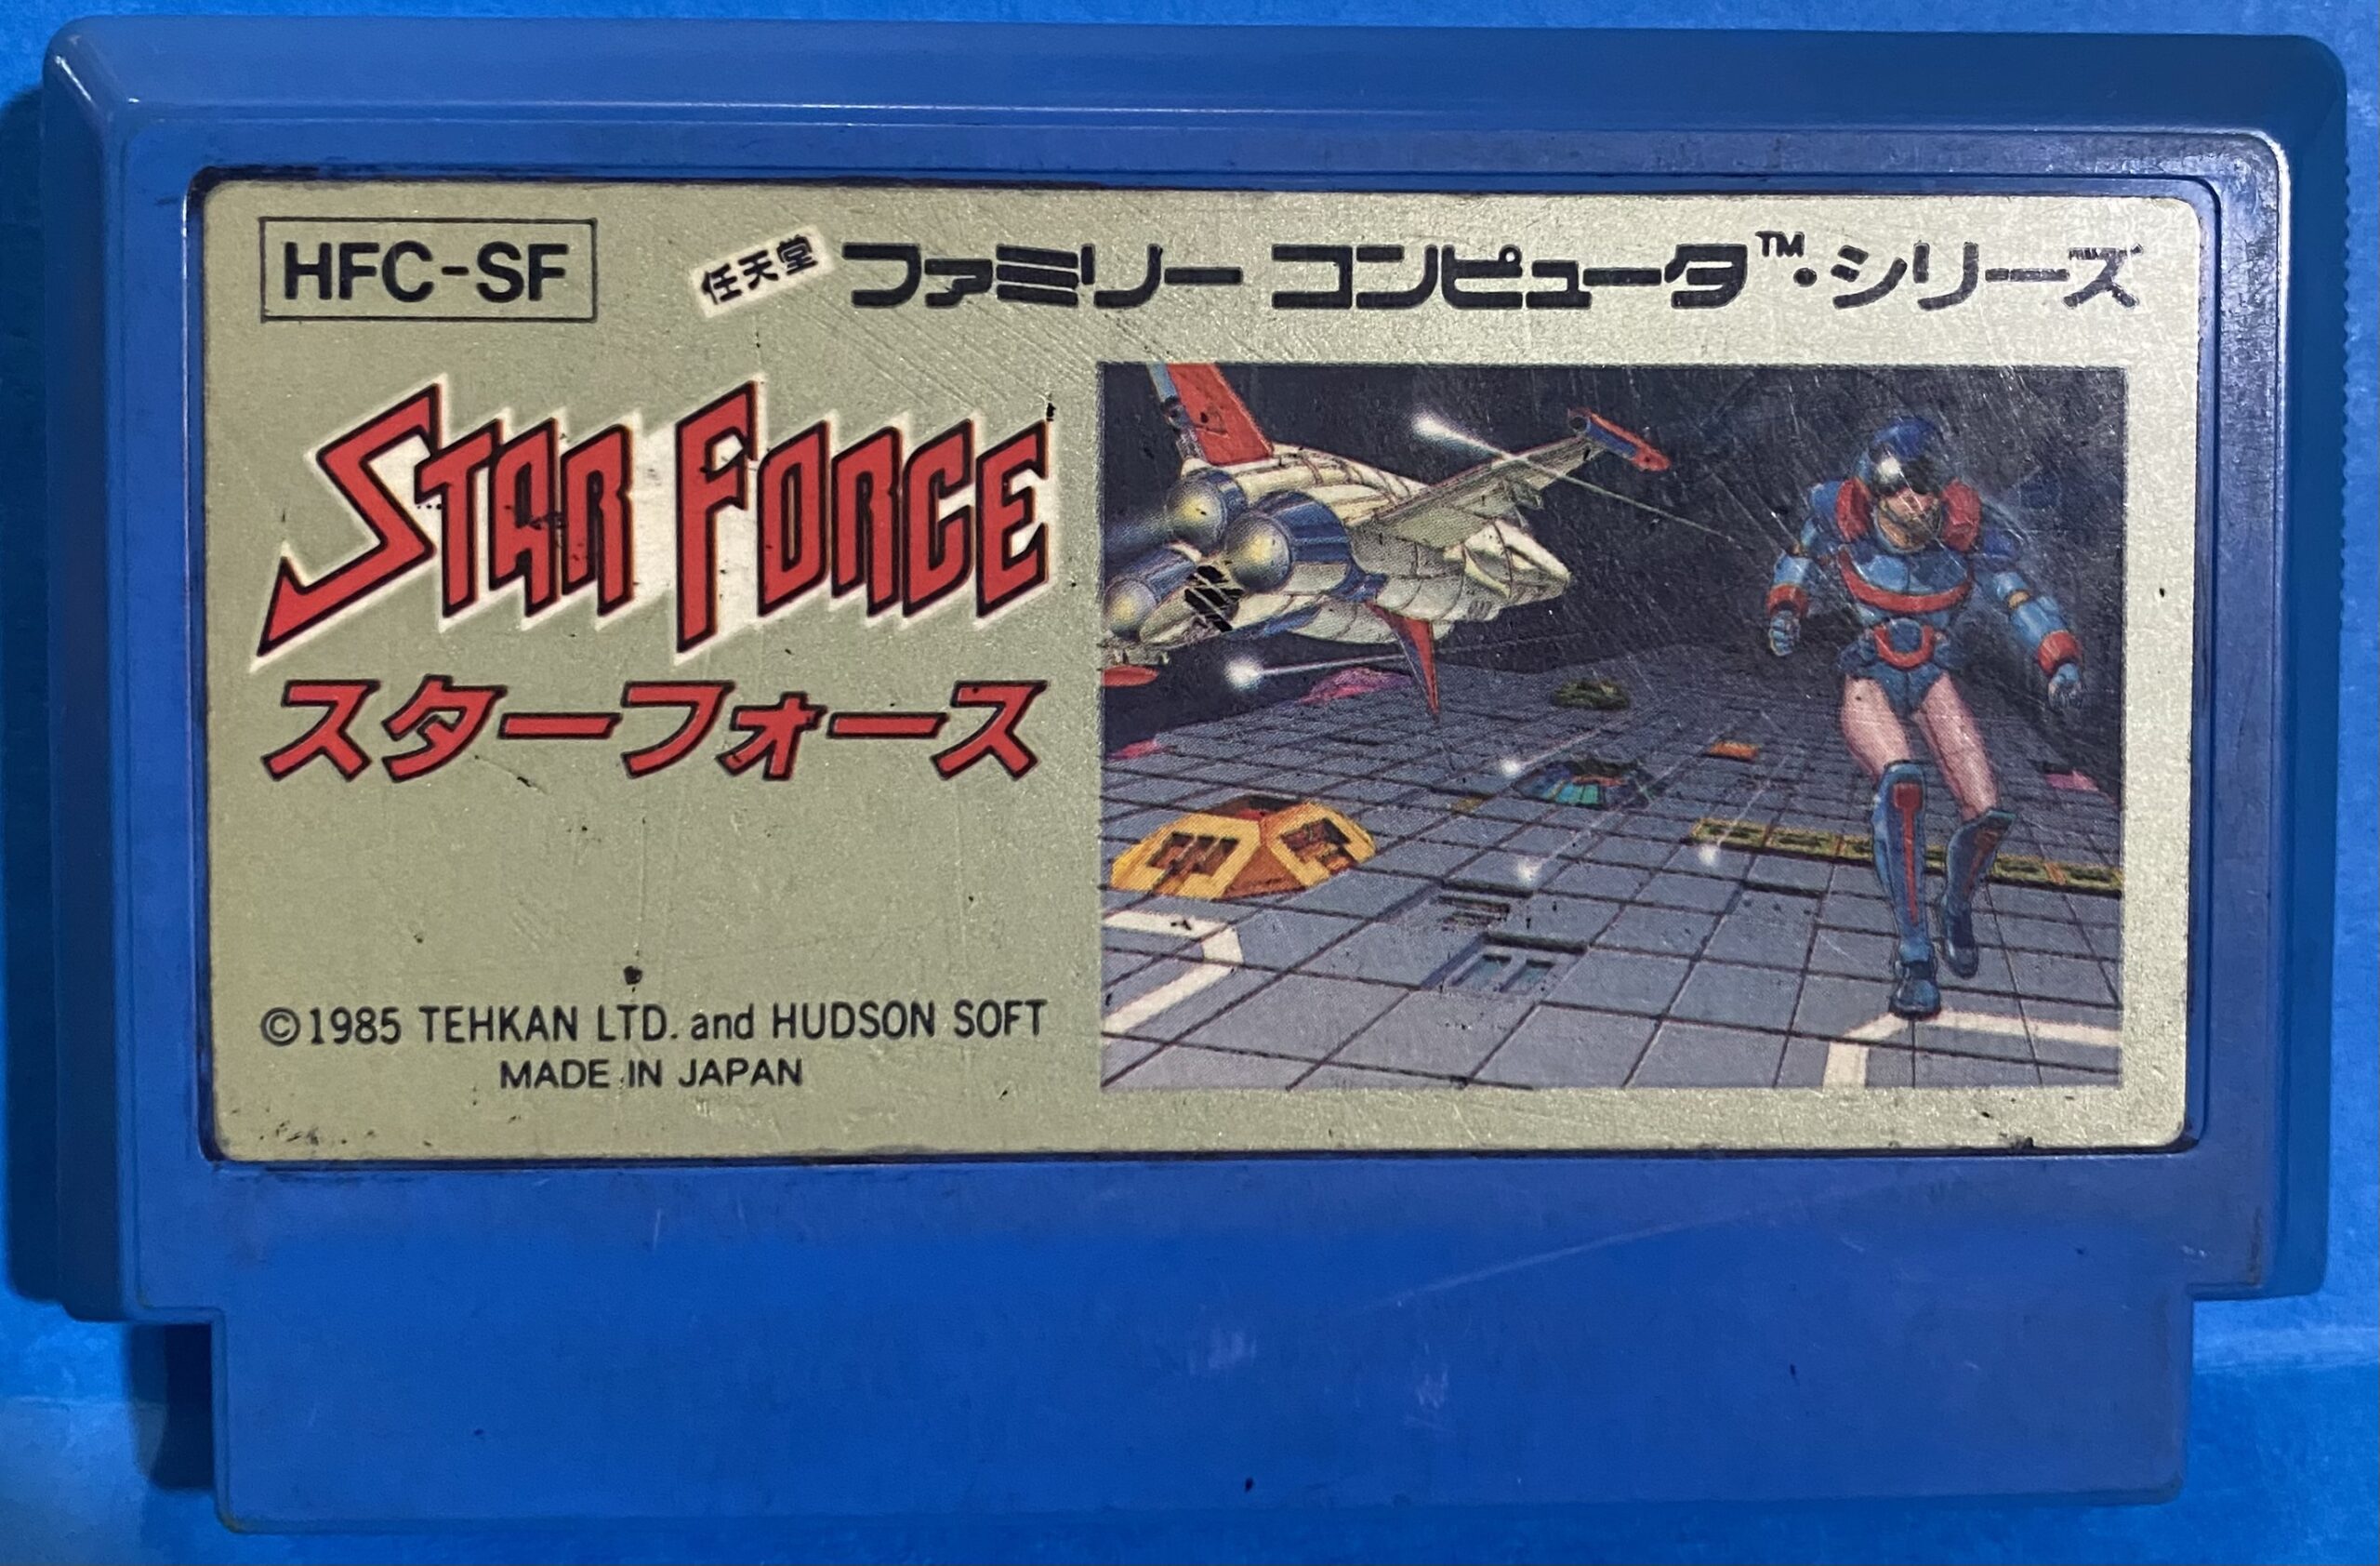 HFC-SF
任天堂 ファミリー コンピュータ™・シリーズ
STAR FORCE
スターフォース
©1985 TEHKAN LTD. and HUDSON SOFT
MADE IN JAPAN